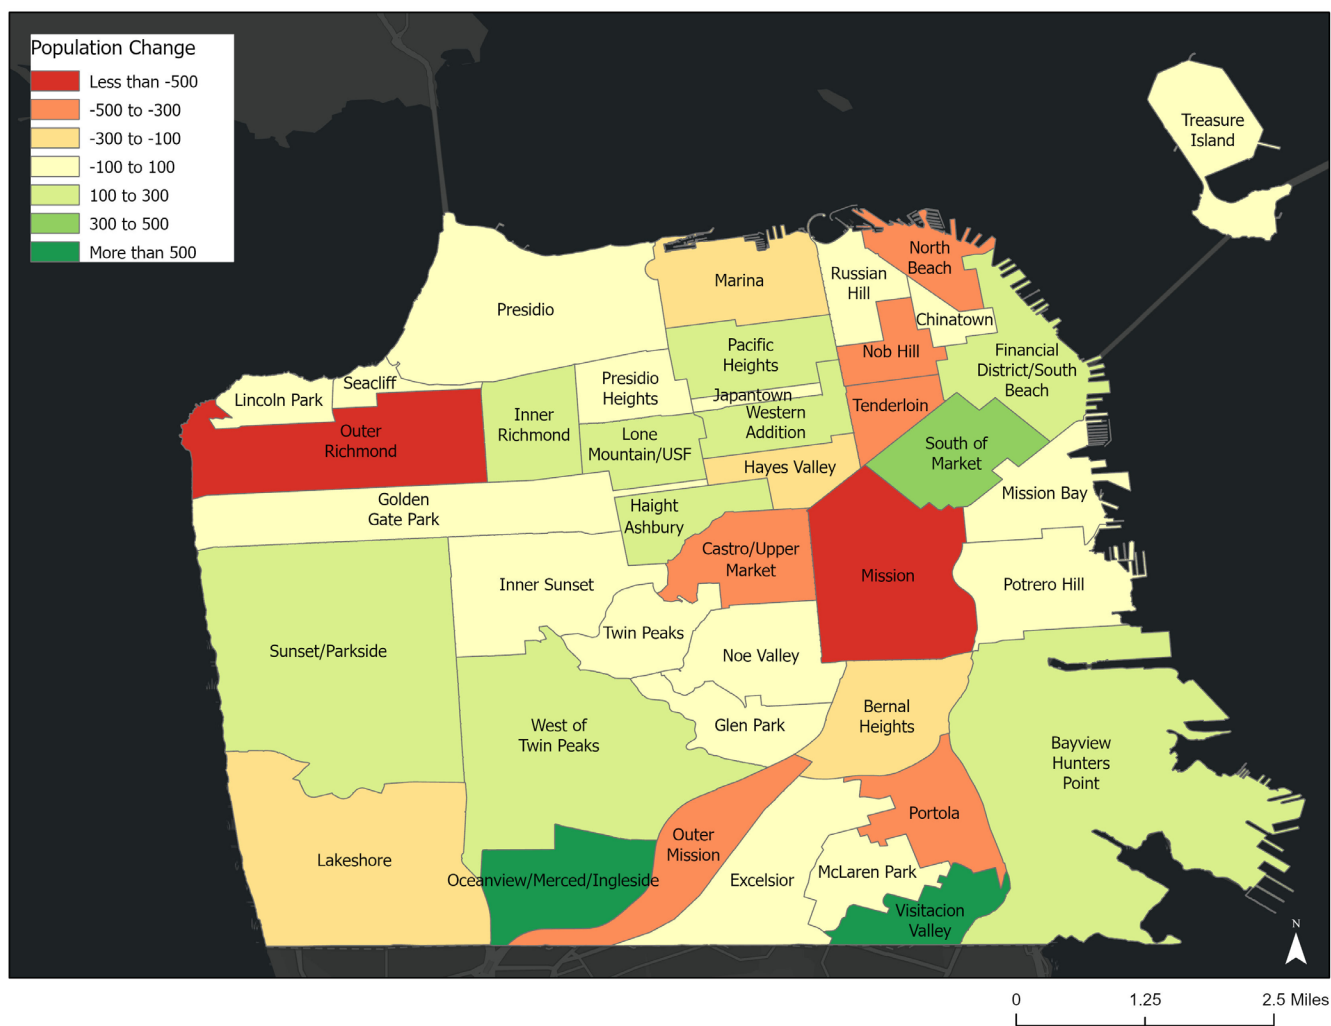 Population Change
Less than -500
-500 to -300
-300 to -100
-100 to 100
100 to 300
300 to 500
More than 500
Treasure
Island
North
Beach
Russian
Hill
Marina
Presidio
Chinatown
Pacific
Heights
Nob Hill
Financial
District/South
Beach
Seacliff
Lincoln Park
Presidio
Heights
Japantown
Tenderloin
Inner
Richmond
Western
Addition
Outer
Richmond
Lone
Mountain/USF
South of
Market
Hayes Valley
Mission Bay
Golden
Gate Park
Haight
Ashbury
Castro/Upper
Market
Mission
Inner Sunset
Potrero Hill
Twin Peaks
Sunset/Parkside
Noe Valley
Bernal
Heights
Glen Park
West of
Twin Peaks
Bayview
Hunters
Point
Portola
Outer
Mission
Lakeshore
McLaren Park
Oceanview/Merced/Ingleside
Excelsior
Visitacion
Valley
N
0 1.25 2.5 Miles